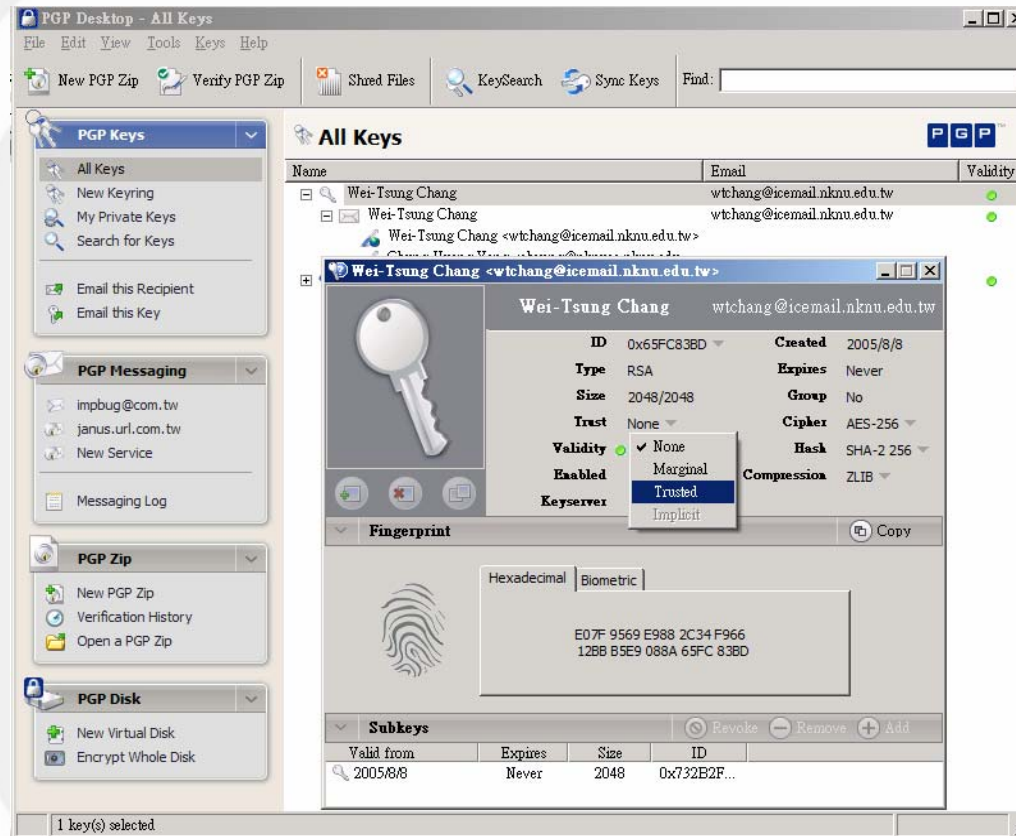 PGP Desktop - All Keys
File Edit View Tools Keys Help
New PGP Zip Verify PGP Zip Shred Files KeySearch Sync Keys Find:
PGP Keys
All Keys
New Keyring
My Private Keys
Search for Keys
Email this Recipient
Email this Key
PGP Messaging
impbug@com.tw
janus.url.com.tw
New Service
Messaging Log
PGP Zip
New PGP Zip
Verification History
Open a PGP Zip
PGP Disk
New Virtual Disk
Encrypt Whole Disk
All Keys PGP
Name Email Validity
Wei-Tsung Chang wtchang@icemail.nknu.edu.tw
Wei-Tsung Chang wtchang@icemail.nknu.edu.tw
Wei-Tsung Chang <wtchang@icemail.nknu.edu.tw>
Wei-Tsung Chang <wtchang@icemail.nknu.edu.tw>
Wei-Tsung Chang wtchang@icemail.nknu.edu.tw
ID 0x65FC83BD Created 2005/8/8
Type RSA Expires Never
Size 2048/2048 Group No
Trust None Cipher AES-256
Validity Hash SHA-2 256
Enabled Compression ZLIB
Keyserver
None
Marginal
Trusted
Implicit
Fingerprint Copy
Hexadecimal Biometric
E07F 9569 E988 2C34 F966
12BB B5E9 088A 65FC 83BD
Subkeys Revoke Remove Add
Valid from Expires Size ID
2005/8/8 Never 2048 0x732B2F...
1 key(s) selected